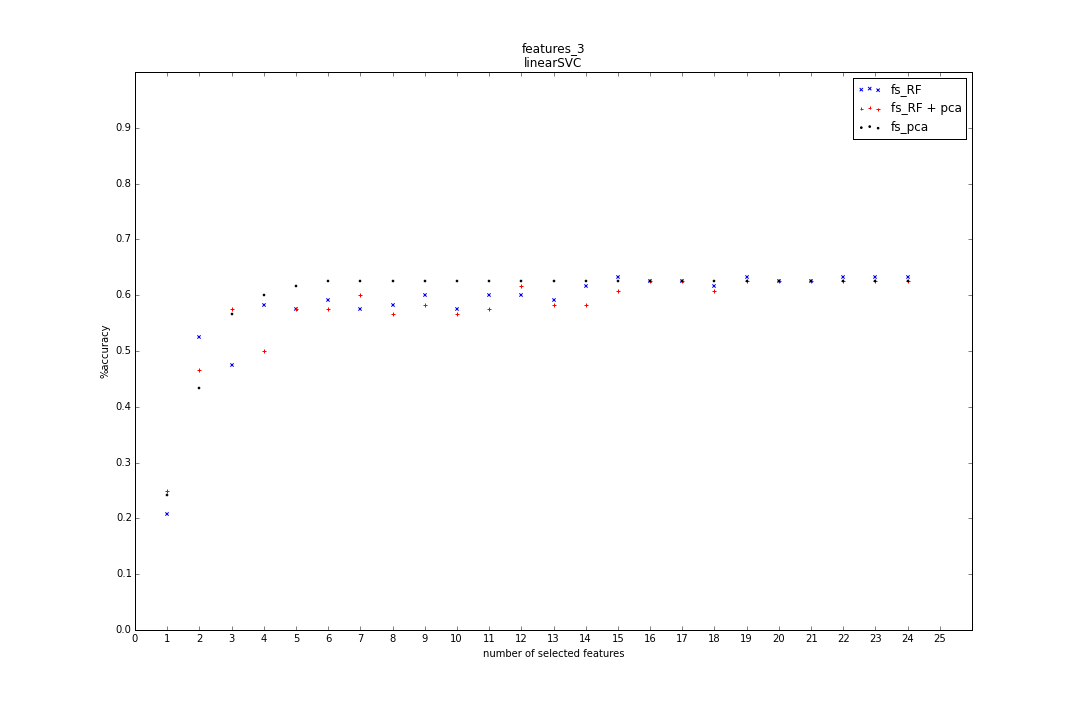 features_3
linearSVC
fs_RF
fs_RF + pca
fs_pca
%accuracy
0.9
0.8
0.7
0.6
0.5
0.4
0.3
0.2
0.1
0.0
0 1 2 3 4 5 6 7 8 9 10 11 12 13 14 15 16 17 18 19 20 21 22 23 24 25
number of selected features